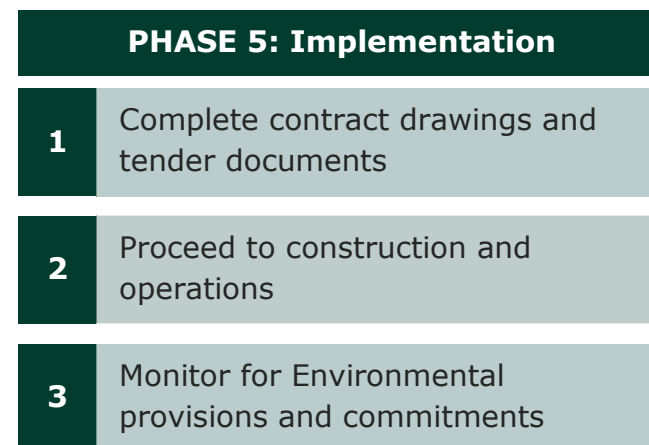 PHASE 5: Implementation
1
Complete contract drawings and
tender documents
2
Proceed to construction and
operations
3
Monitor for Environmental
provisions and commitments